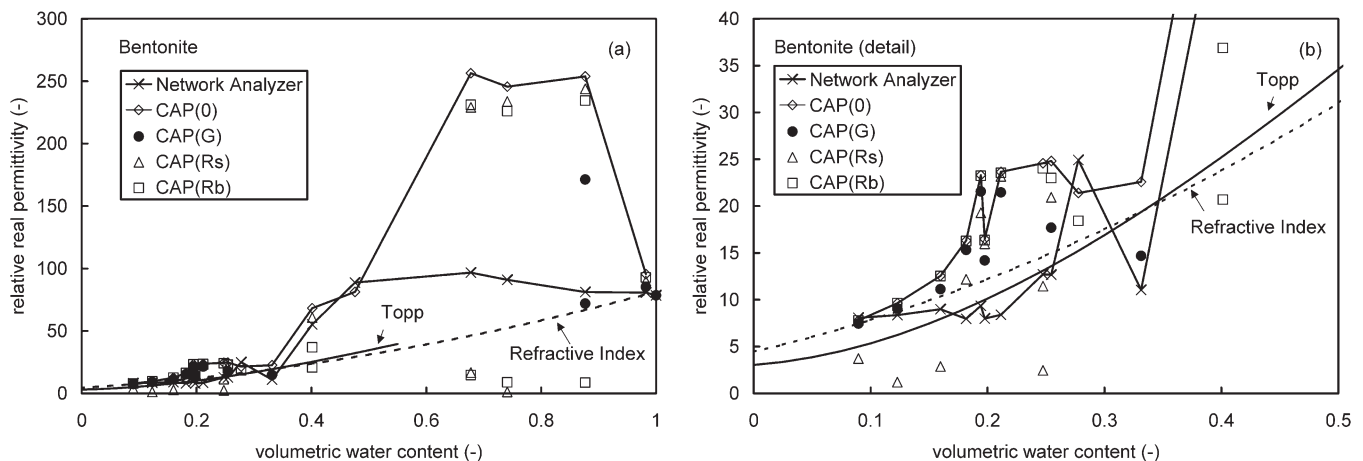 300
250
200
150
100
50
0
relative real permittivity (-)
Bentonite
(a)
Network Analyzer
CAP(0)
CAP(G)
CAP(Rs)
CAP(Rb)
Topp
Refractive Index
0 0.2 0.4 0.6 0.8 1
volumetric water content (-)
40
35
30
25
20
15
10
5
0
relative real permittivity (-)
Bentonite (detail)
(b)
Network Analyzer
CAP(0)
CAP(G)
CAP(Rs)
CAP(Rb)
Topp
Refractive Index
0 0.1 0.2 0.3 0.4 0.5
volumetric water content (-)